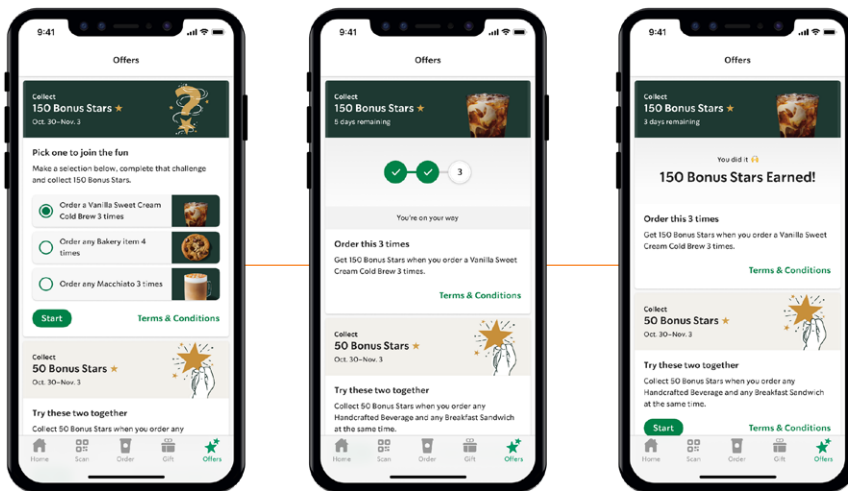 9:41
Offers
Collect
150 Bonus Stars
Oct. 30–Nov. 3
Pick one to join the fun
Make a selection below, complete that challenge
and collect 150 Bonus Stars.
Order a Vanilla Sweet Cream
Cold Brew 3 times
Order any Bakery item 4
times
Order any Macchiato 3 times
Start
Terms & Conditions
Collect
50 Bonus Stars
Oct. 30–Nov. 3
Try these two together
Collect 50 Bonus Stars when you order any
Home
Scan
Order
Gift
Offers
9:41
Offers
Collect
150 Bonus Stars
5 days remaining
3
You're on your way
Order this 3 times
Get 150 Bonus Stars when you order a Vanilla Sweet
Cream Cold Brew 3 times.
Terms & Conditions
Collect
50 Bonus Stars
Oct. 30–Nov. 3
Try these two together
Collect 50 Bonus Stars when you order any
Handcrafted Beverage and any Breakfast Sandwich
at the same time.
Home
Scan
Order
Gift
Offers
9:41
Offers
Collect
150 Bonus Stars
3 days remaining
You did it
150 Bonus Stars Earned!
Order this 3 times
Get 150 Bonus Stars when you order a Vanilla Sweet
Cream Cold Brew 3 times.
Terms & Conditions
Collect
50 Bonus Stars
Oct. 30–Nov. 3
Try these two together
Collect 50 Bonus Stars when you order any
Handcrafted Beverage and any Breakfast Sandwich
at the same time.
Start
Terms & Conditions
Home
Scan
Order
Gift
Offers